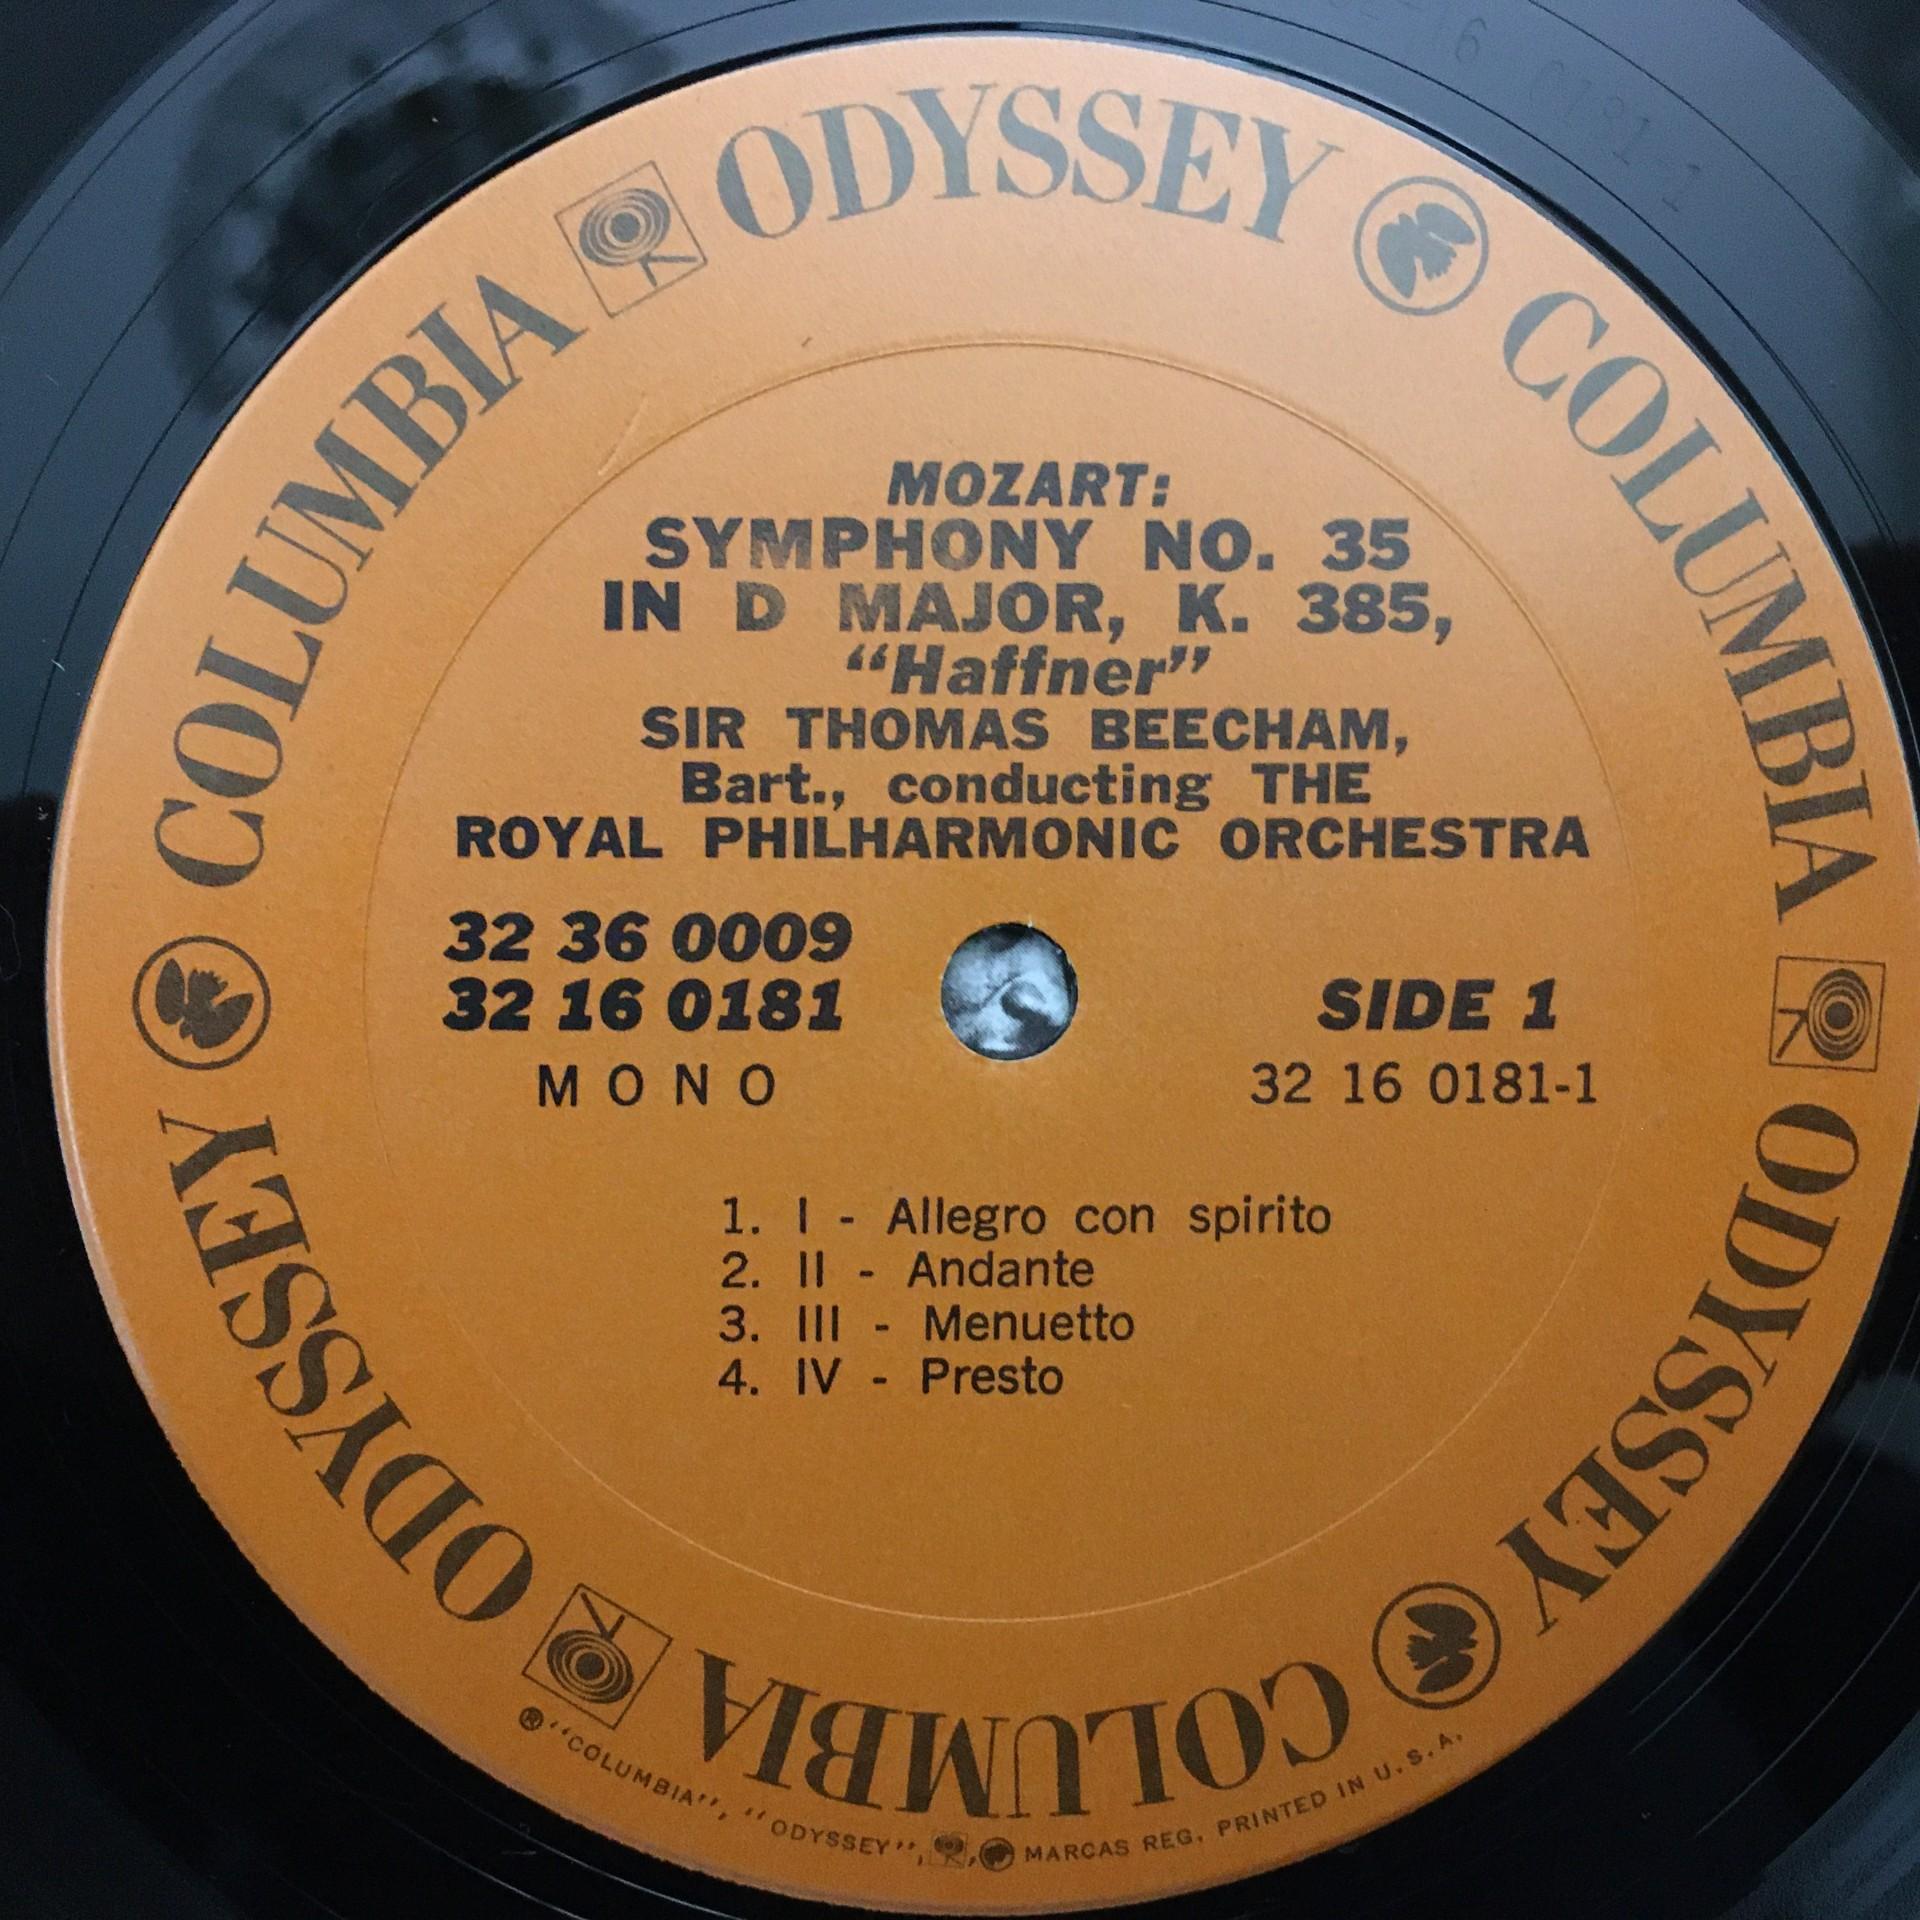 COLUMBIA ODYSSEY
COLUMBIA ODYSSEY
COLUMBIA ODYSSEY
MOZART:
SYMPHONY NO. 35
IN D MAJOR, K. 385,
“Haffner”
SIR THOMAS BEECHAM,
Bart., conducting THE
ROYAL PHILHARMONIC ORCHESTRA
32 36 0009
32 16 0181
MONO
SIDE 1
32 16 0181-1
1. I - Allegro con spirito
2. II - Andante
3. III - Menuetto
4. IV - Presto
® "COLUMBIA", "ODYSSEY", , MARCAS REG. PRINTED IN U.S.A.